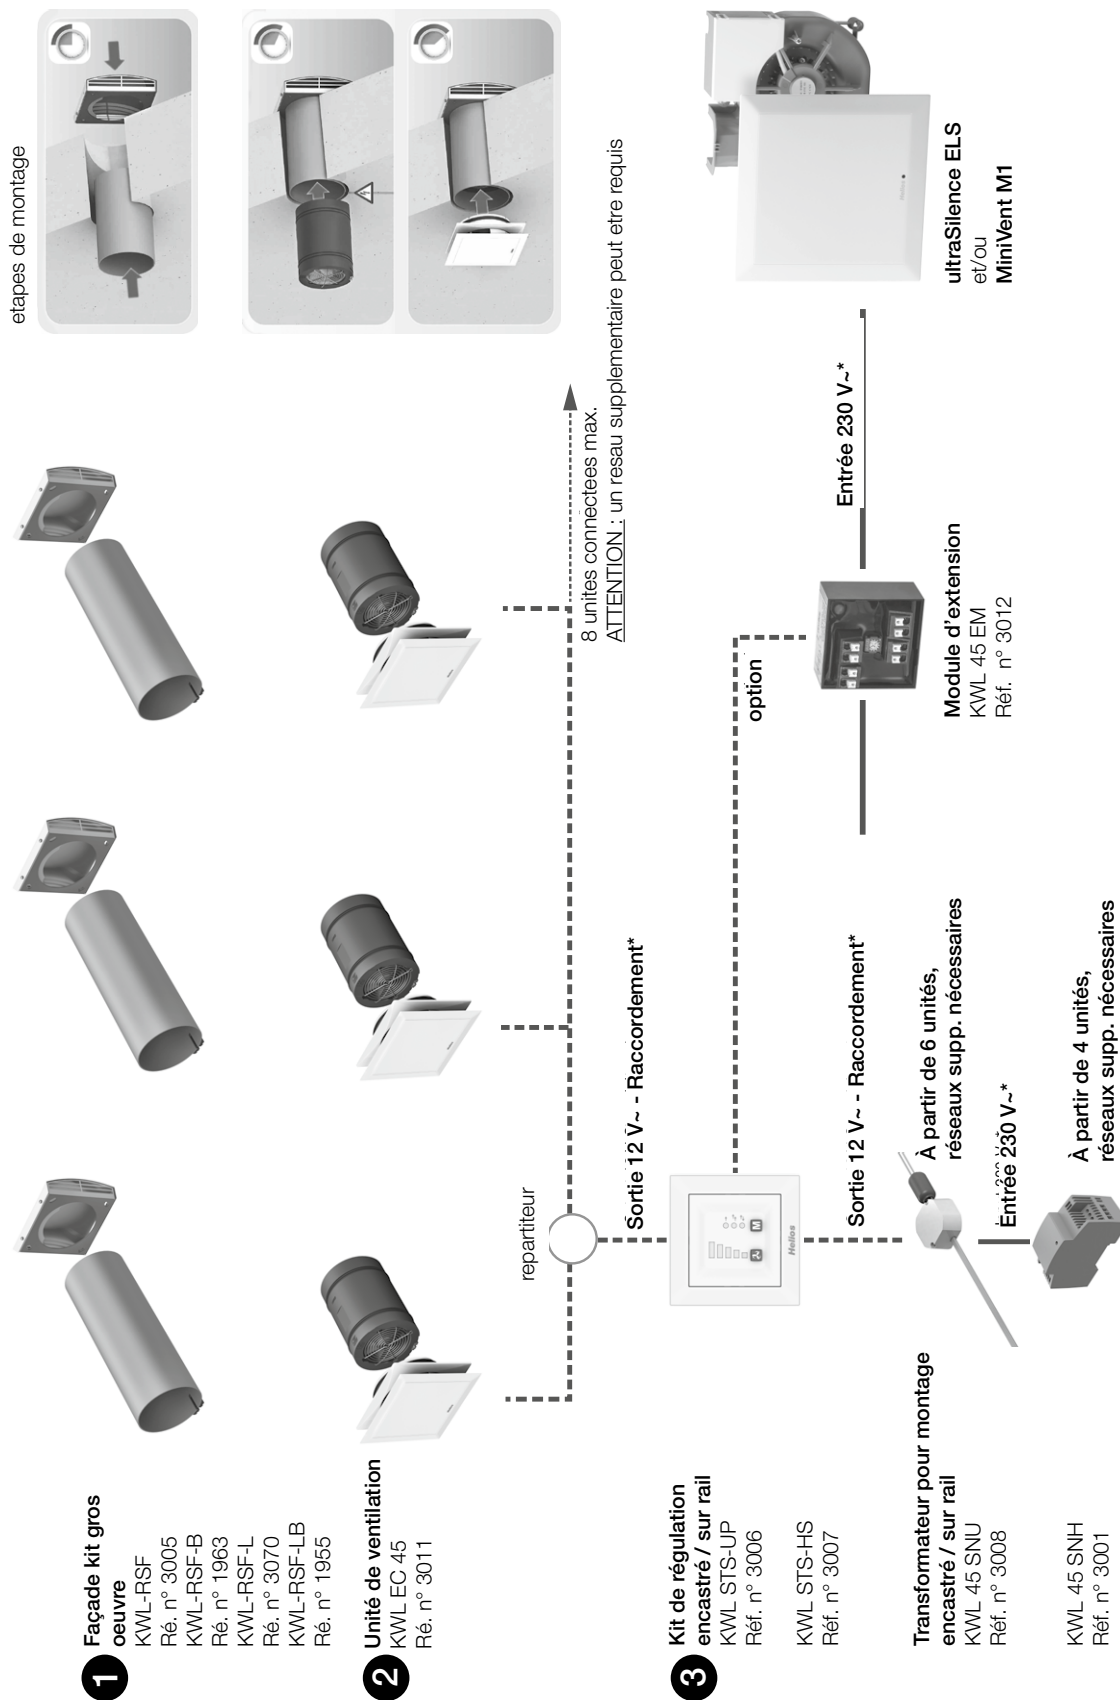 etapes de montage
1
Façade kit gros
oeuvre
KWL-RSF
Ré. n° 3005
KWL-RSF-B
Ré. n° 1963
KWL-RSF-L
Ré. n° 3070
KWL-RSF-LB
Ré. n° 1955
2
Unité de ventilation
KWL EC 45
Ré. n° 3011
repartiteur
8 unites connectees max.
ATTENTION : un resau supplementaire peut etre requis
Sortie 12 V~ - Raccordement*
3
Kit de régulation
encastré / sur rail
KWL STS-UP
Réf. n° 3006
KWL STS-HS
Réf. n° 3007
M
Helios
option
Sortie 12 V~ - Raccordement*
Entrée 230 V~*
Helios
ultraSilence ELS
et/ou
MiniVent M1
Module d'extension
KWL 45 EM
Réf. n° 3012
Transformateur pour montage
encastré / sur rail
KWL 45 SNU
Réf. n° 3008
À partir de 6 unités,
réseaux supp. nécessaires
Entrée 230 V~*
KWL 45 SNH
Réf. n° 3001
À partir de 4 unités,
réseaux supp. nécessaires